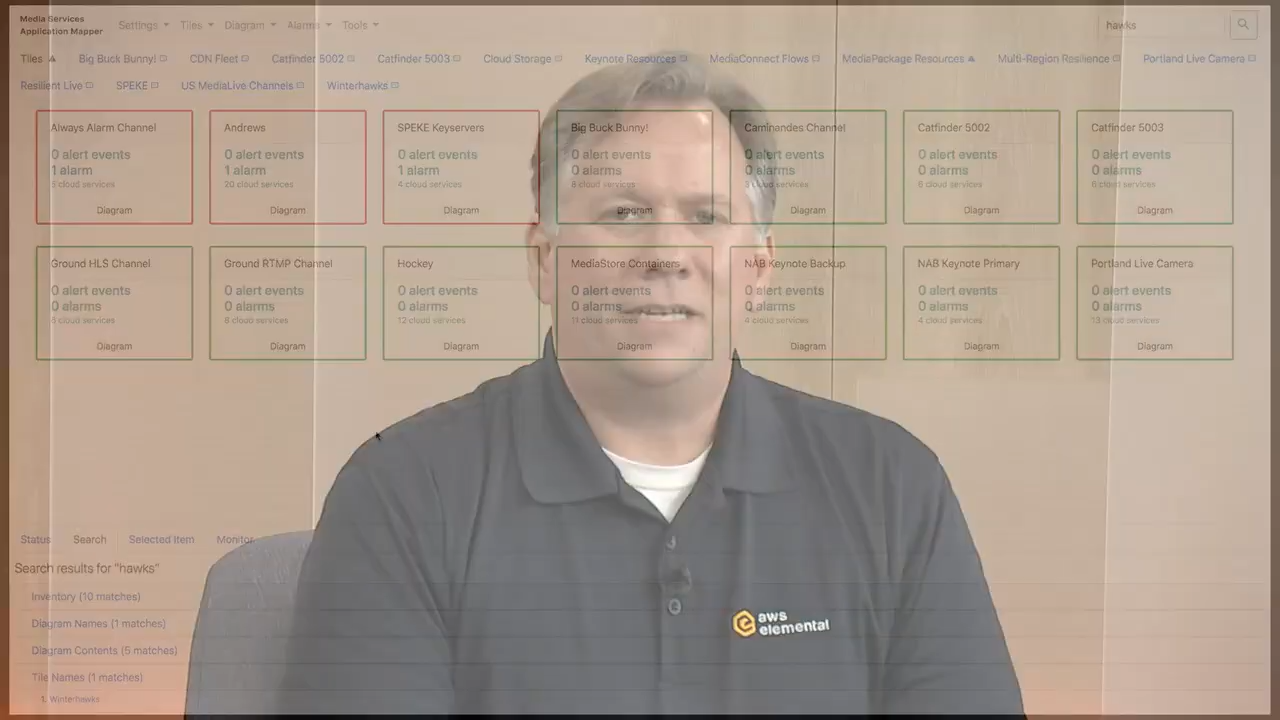 Media Services
Application Mapper
Settings Tiles Diagram Alarms Tools
hawks
Tiles Big Buck Bunny! CDN Fleet Catfinder 5002 Catfinder 5003 Cloud Storage Keynote Resources MediaConnect Flows MediaPackage Resources Multi-Region Resilience Portland Live Camera
Resilient Live SPEKE US MediaLive Channels Winterhawks
Always Alarm Channel
0 alert events
1 alarm
5 cloud services
Diagram
Andrews
0 alert events
1 alarm
20 cloud services
Diagram
SPEKE Keyservers
0 alert events
1 alarm
4 cloud services
Diagram
Big Buck Bunny!
0 alert events
0 alarms
8 cloud services
Diagram
Caminandes Channel
0 alert events
0 alarms
cloud services
Diagram
Catfinder 5002
0 alert events
0 alarms
6 cloud services
Diagram
Catfinder 5003
0 alert events
0 alarms
6 cloud services
Diagram
Ground HLS Channel
0 alert events
0 alarms
cloud services
Diagram
Ground RTMP Channel
0 alert events
0 alarms
8 cloud services
Diagram
Hockey
0 alert events
0 alarms
12 cloud services
Diagram
MediaStore Containers
0 alert events
0 alarms
11 cloud services
Diagram
NAB Keynote Backup
0 alert events
0 alarms
4 cloud services
Diagram
NAB Keynote Primary
0 alert events
0 alarms
4 cloud services
Diagram
Portland Live Camera
0 alert events
0 alarms
13 cloud services
Diagram
Status Search Selected Item Monitor
Search results for "hawks"
Inventory (10 matches)
Diagram Names (1 matches)
Diagram Contents (5 matches)
Tile Names (1 matches)
1. Winterhawks
aws
elemental